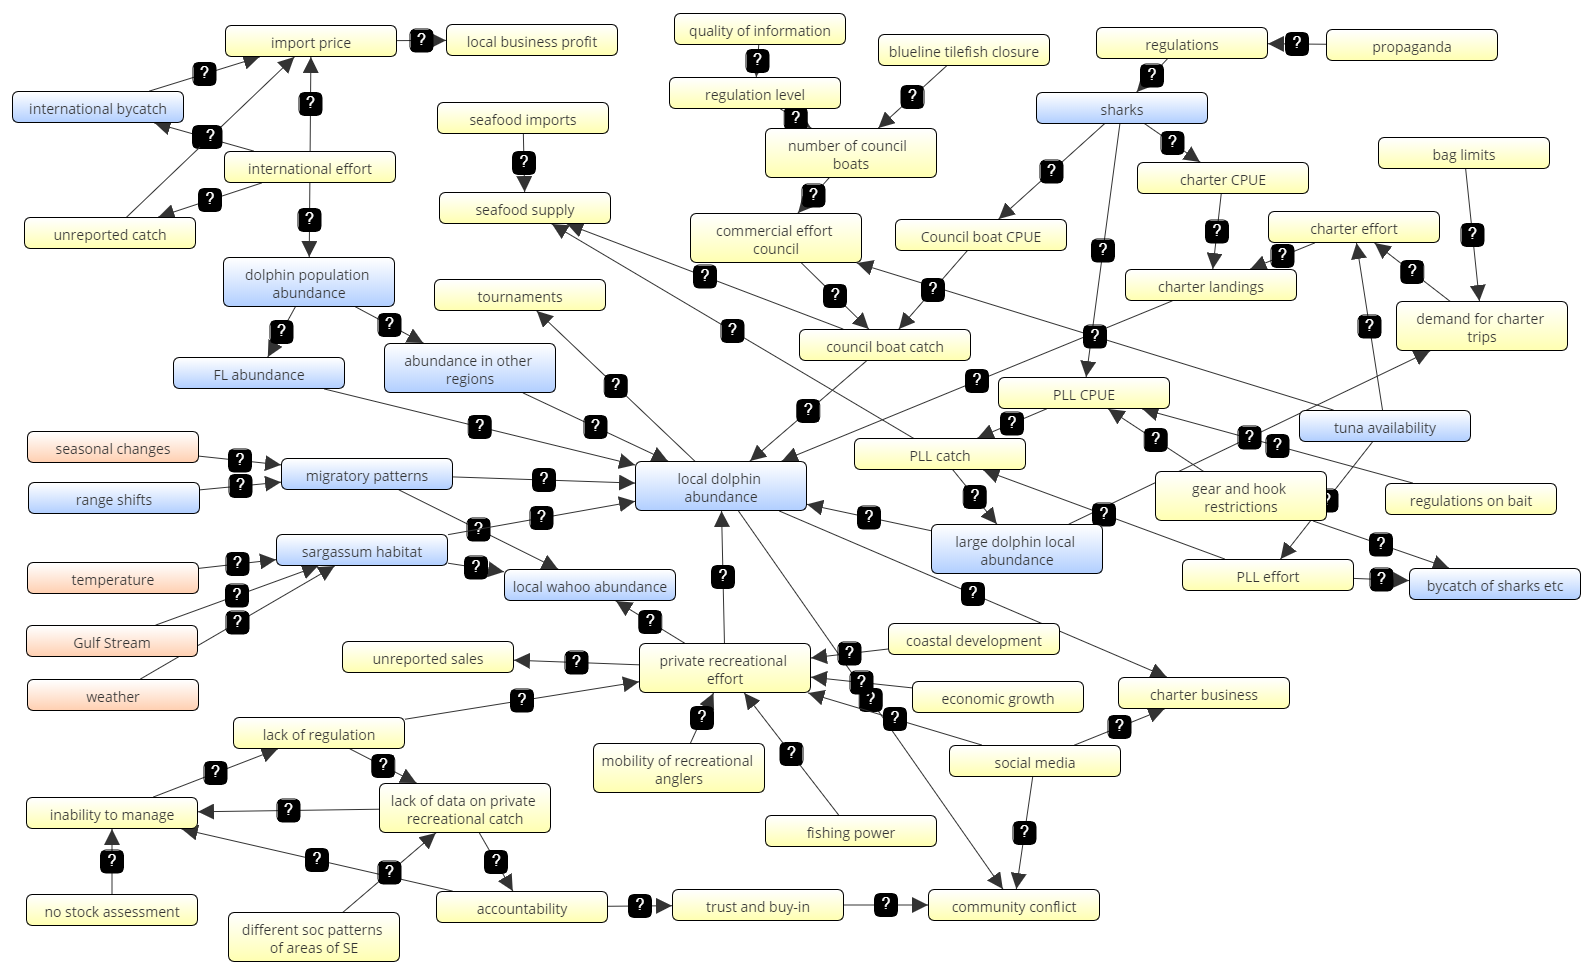 import price
?
local business profit
quality of information
blueline tilefish closure
regulations
?
propaganda
?
?
?
international bycatch
?
regulation level
?
?
sharks
seafood imports
?
number of council
boats
?
?
?
international effort
?
?
charter CPUE
bag limits
?
?
?
seafood supply
commercial effort
council
Council boat CPUE
?
charter effort
?
unreported catch
?
?
?
dolphin population
abundance
tournaments
?
?
?
charter landings
?
?
?
?
?
?
council boat catch
?
?
demand for charter
trips
FL abundance
abundance in other
regions
?
?
?
PLL CPUE
?
?
?
?
?
?
?
tuna availability
seasonal changes
?
migratory patterns
?
local dolphin
abundance
PLL catch
range shifts
?
?
gear and hook
restrictions
?
regulations on bait
?
?
?
?
sargassum habitat
large dolphin local
abundance
?
temperature
?
?
local wahoo abundance
?
PLL effort
?
bycatch of sharks etc
?
?
?
Gulf Stream
?
coastal development
unreported sales
?
private recreational
effort
?
weather
?
?
?
economic growth
charter business
lack of regulation
?
?
?
?
mobility of recreational
anglers
?
social media
?
inability to manage
?
lack of data on private
recreational catch
fishing power
?
?
?
?
?
no stock assessment
different soc patterns
of areas of SE
accountability
?
trust and buy-in
?
community conflict